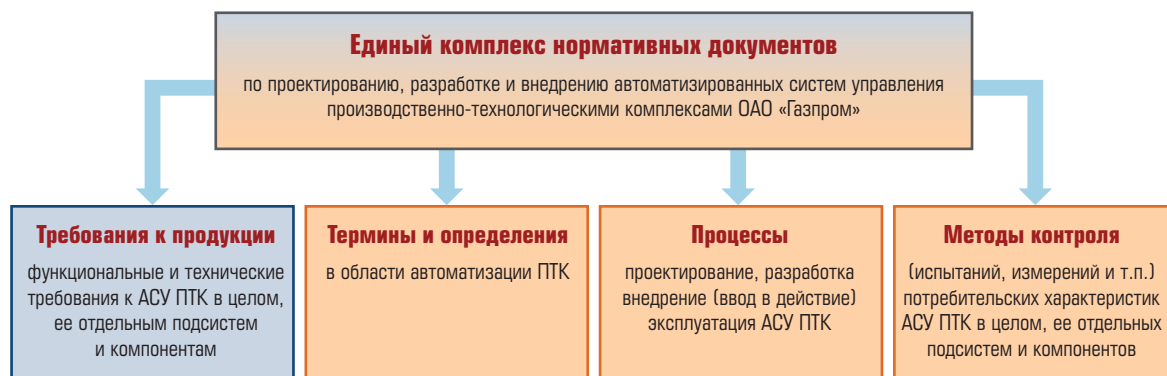 Единый комплекс нормативных документов
по проектированию, разработке и внедрению автоматизированных систем управления
производственно-технологическими комплексами ОАО «Газпром»
Требования к продукции
функциональные и технические
требования к АСУ ПТК в целом,
ее отдельным подсистем
и компонентам
Термины и определения
в области автоматизации ПТК
Процессы
проектирование, разработка
внедрение (ввод в действие)
эксплуатация АСУ ПТК
Методы контроля
(испытаний, измерений и т.п.)
потребительских характеристик
АСУ ПТК в целом, ее отдельных
подсистем и компонентов